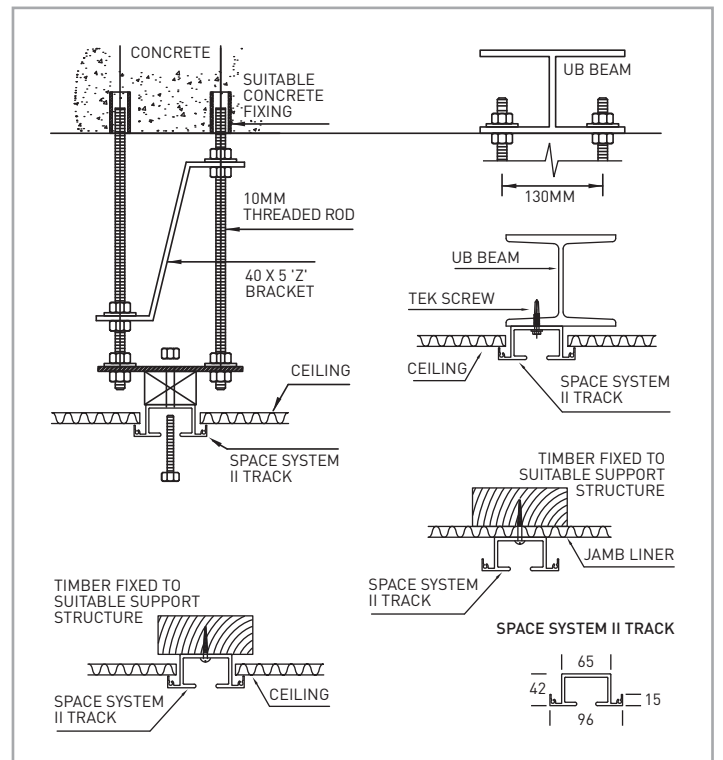 CONCRETE
SUITABLE
CONCRETE
FIXING
10MM
THREADED ROD
40 X 5 'Z'
BRACKET
CEILING
SPACE SYSTEM
II TRACK
UB BEAM
130MM
UB BEAM
TEK SCREW
CEILING
SPACE SYSTEM
II TRACK
TIMBER FIXED TO
SUITABLE SUPPORT
STRUCTURE
JAMB LINER
SPACE SYSTEM
II TRACK
TIMBER FIXED TO
SUITABLE SUPPORT
STRUCTURE
SPACE SYSTEM
II TRACK
CEILING
SPACE SYSTEM II TRACK
65
42
15
96